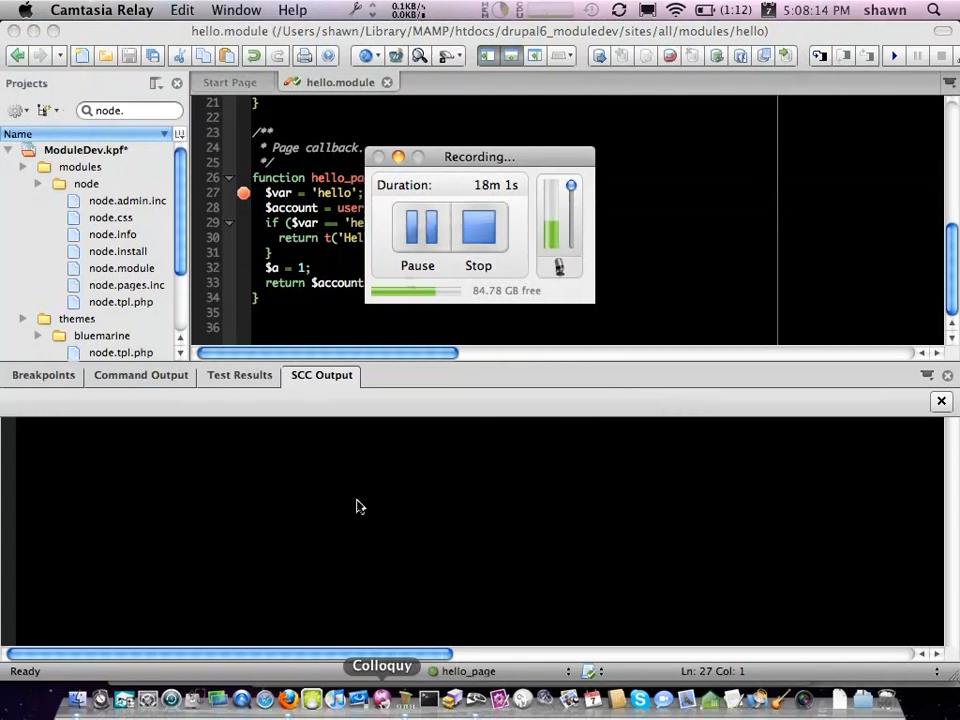 Camtasia Relay Edit Window Help 0.1KB/s 0.0KB/s (1:12) 7 5:08:14 PM shawn
hello.module (/Users/shawn/Library/MAMP/htdocs/drupal6_moduledev/sites/all/modules/hello)
Projects
Start Page
hello.module
node.
Name
ModuleDev.kpf*
modules
node
node.admin.inc
node.css
node.info
node.install
node.module
node.pages.inc
node.tpl.php
themes
bluemarine
node.tpl.php
21 }
22
23 /**
24 * Page callback.
25 */
26 function hello_pa
27 $var = 'hello';
28 $account = user
29 if ($var == 'he
30 return t('Hel
31 }
32 $a = 1;
33 return $account
34 }
35
36
Recording...
Duration: 18m 1s
Pause Stop
84.78 GB free
Breakpoints Command Output Test Results SCC Output
Colloquy
Ready hello_page Ln: 27 Col: 1